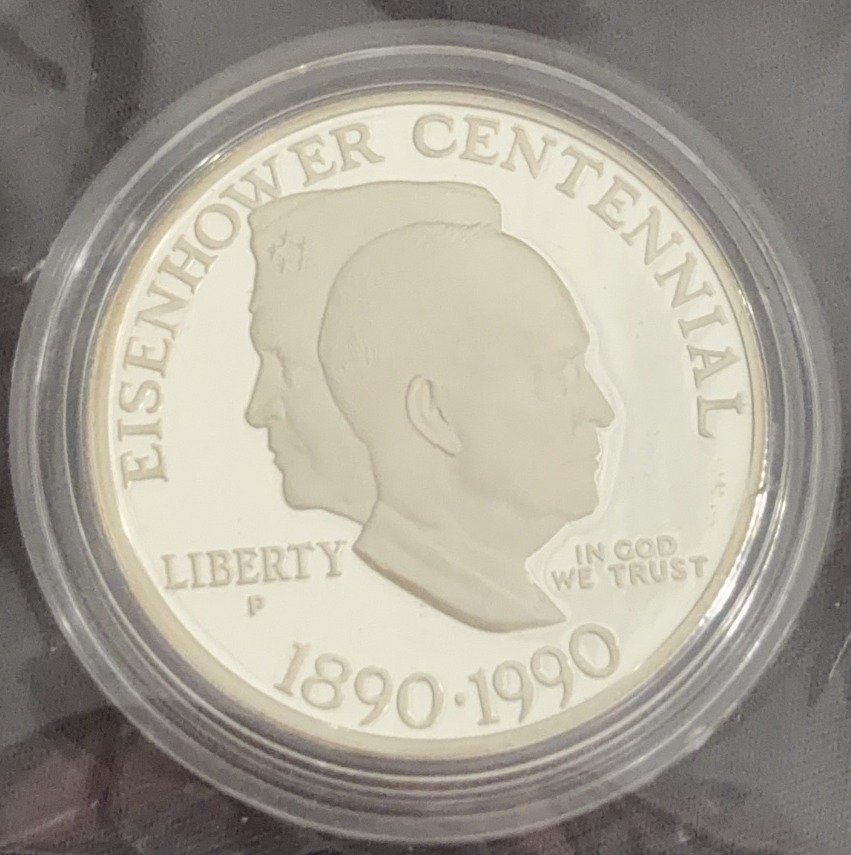 EISENHOWER CENTENNIAL
LIBERTY
P
IN GOD
WE TRUST
1890·1990